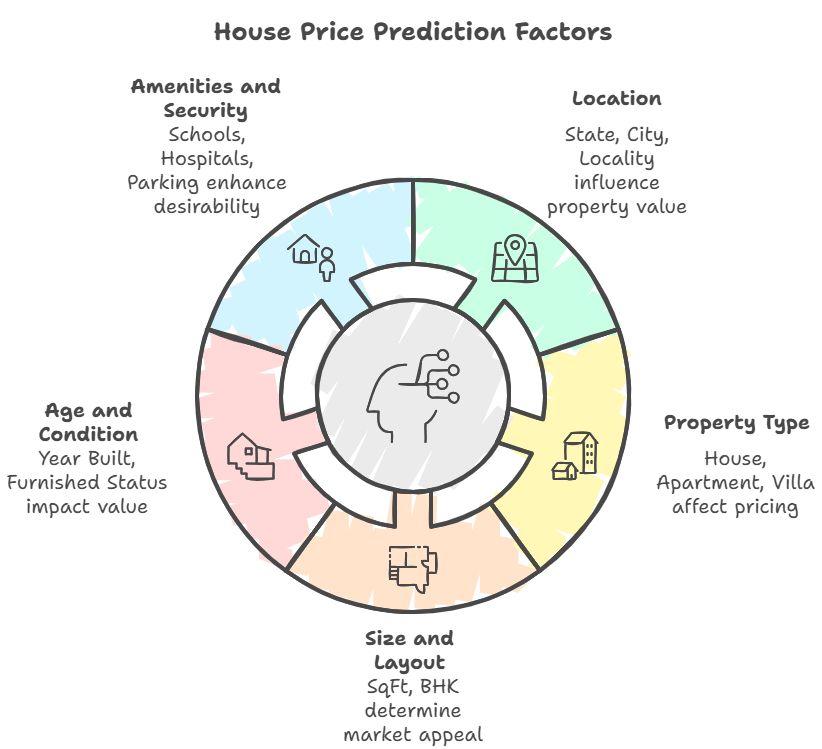 House Price Prediction Factors
Amenities and
Security
Schools,
Hospitals,
Parking enhance
desirability
Location
State, City,
Locality
influence
property value
Age and
Condition
Year Built,
Furnished Status
impact value
Property Type
House,
Apartment, Villa
affect pricing
Size and
Layout
SqFt, BHK
determine
market appeal